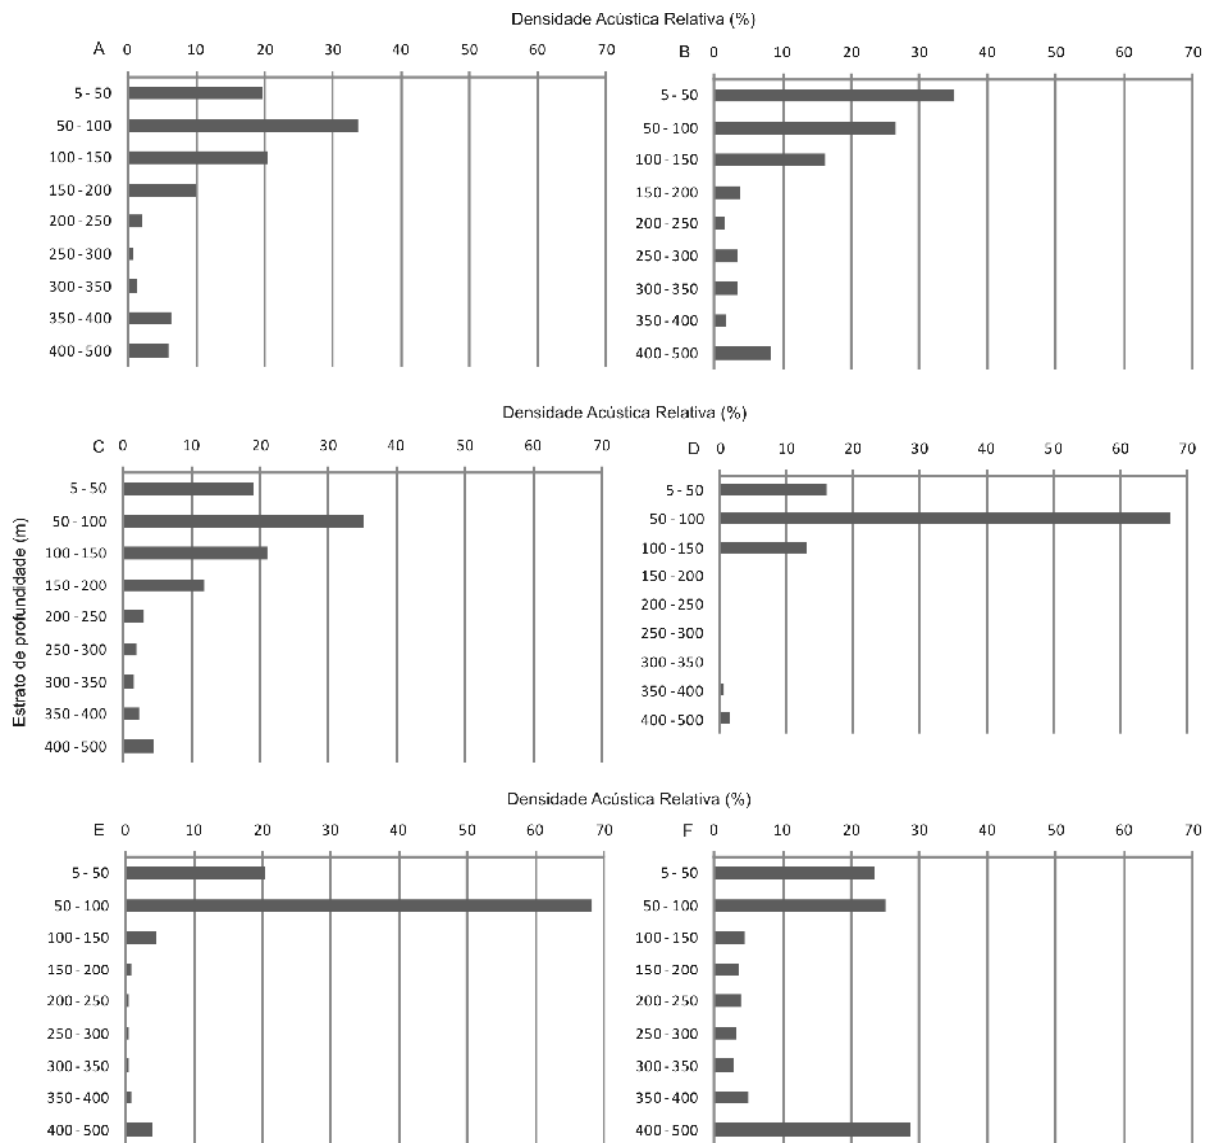 Densidade Acústica Relativa (%)
A 0 10 20 30 40 50 60 70
5 - 50
50 - 100
100 - 150
150 - 200
200 - 250
250 - 300
300 - 350
350 - 400
400 - 500
B 0 10 20 30 40 50 60 70
5 - 50
50 - 100
100 - 150
150 - 200
200 - 250
250 - 300
300 - 350
350 - 400
400 - 500
Densidade Acústica Relativa (%)
Estrato de profundidade (m)
C 0 10 20 30 40 50 60 70
5 - 50
50 - 100
100 - 150
150 - 200
200 - 250
250 - 300
300 - 350
350 - 400
400 - 500
D 0 10 20 30 40 50 60 70
5 - 50
50 - 100
100 - 150
150 - 200
200 - 250
250 - 300
300 - 350
350 - 400
400 - 500
Densidade Acústica Relativa (%)
E 0 10 20 30 40 50 60 70
5 - 50
50 - 100
100 - 150
150 - 200
200 - 250
250 - 300
300 - 350
350 - 400
400 - 500
F 0 10 20 30 40 50 60 70
5 - 50
50 - 100
100 - 150
150 - 200
200 - 250
250 - 300
300 - 350
350 - 400
400 - 500